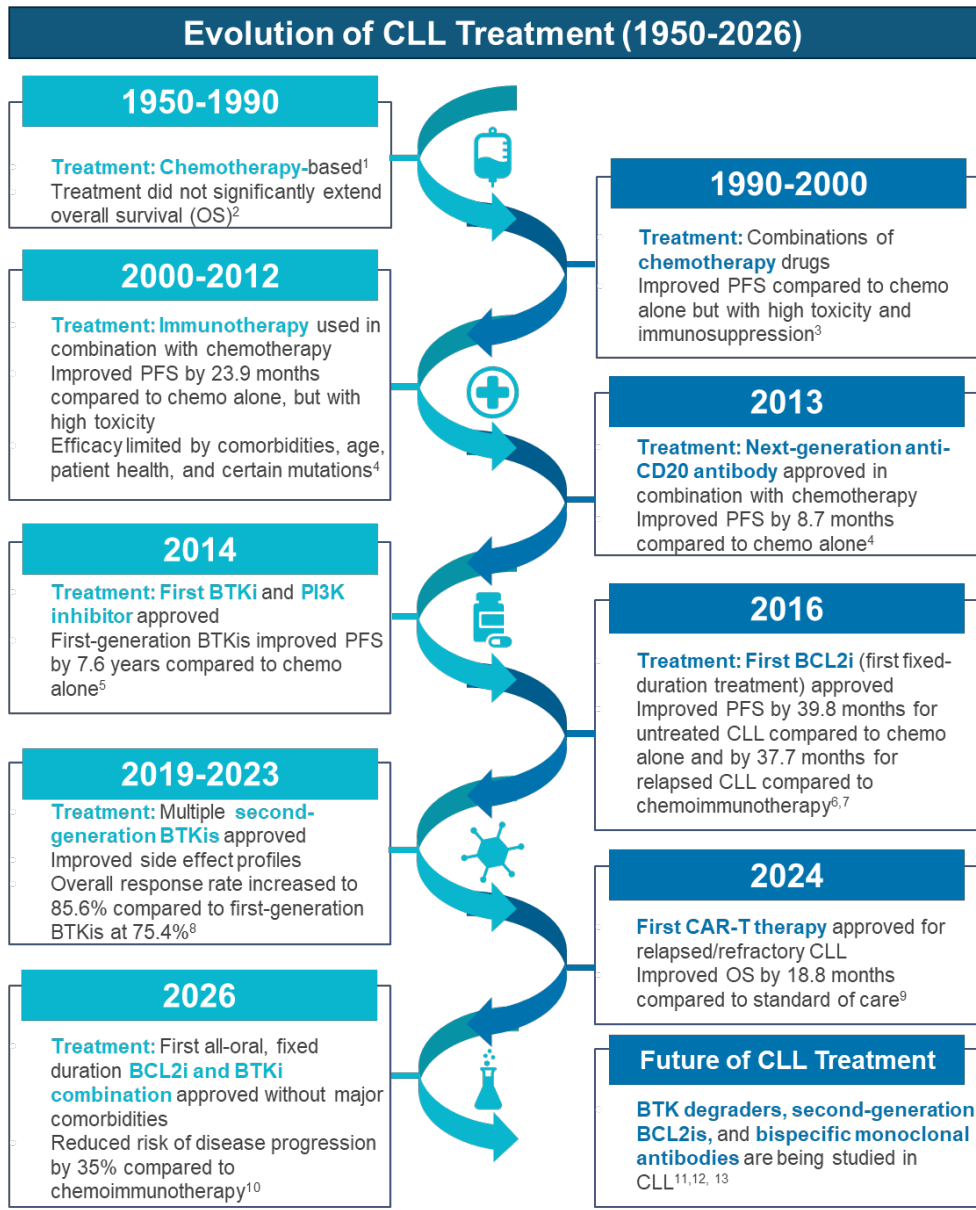 Evolution of CLL Treatment (1950-2026)
1950-1990
Treatment: Chemotherapy-based1
Treatment did not significantly extend
overall survival (OS)2
1990-2000
Treatment: Combinations of
chemotherapy drugs
Improved PFS compared to chemo
alone but with high toxicity and
immunosuppression3
2000-2012
Treatment: Immunotherapy used in
combination with chemotherapy
Improved PFS by 23.9 months
compared to chemo alone, but with
high toxicity
Efficacy limited by comorbidities, age,
patient health, and certain mutations4
2013
Treatment: Next-generation anti-
CD20 antibody approved in
combination with chemotherapy
Improved PFS by 8.7 months
compared to chemo alone4
2014
Treatment: First BTKi and PI3K
inhibitor approved
First-generation BTKis improved PFS
by 7.6 years compared to chemo
alone5
2016
Treatment: First BCL2i (first fixed-
duration treatment) approved
Improved PFS by 39.8 months for
untreated CLL compared to chemo
alone and by 37.7 months for
relapsed CLL compared to
chemoimmunotherapy6,7
2019-2023
Treatment: Multiple second-
generation BTKis approved
Improved side effect profiles
Overall response rate increased to
85.6% compared to first-generation
BTKis at 75.4%8
2024
First CAR-T therapy approved for
relapsed/refractory CLL
Improved OS by 18.8 months
compared to standard of care9
2026
Treatment: First all-oral, fixed
duration BCL2i and BTKi
combination approved without major
comorbidities
Reduced risk of disease progression
by 35% compared to
chemoimmunotherapy10
Future of CLL Treatment
BTK degraders, second-generation
BCL2is, and bispecific monoclonal
antibodies are being studied in
CLL11,12, 13